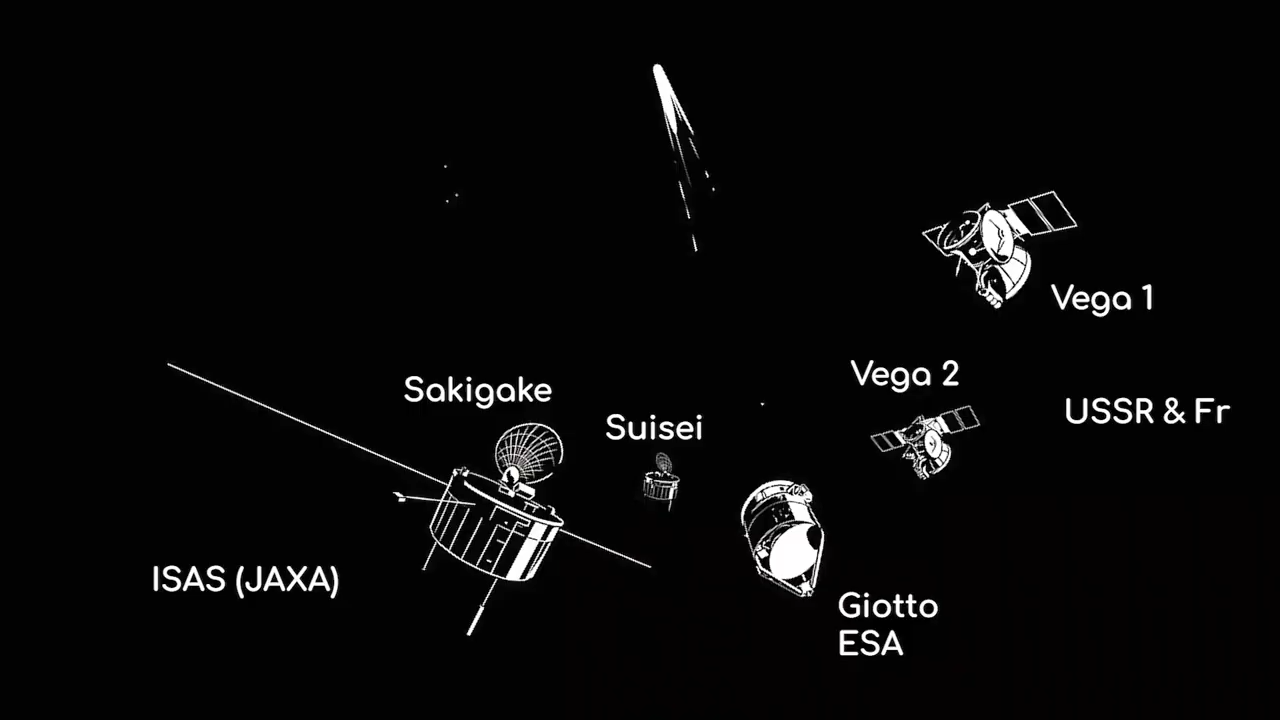 Vega 1
Vega 2
USSR & Fr
Sakigake
Suisei
ISAS (JAXA)
Giotto
ESA